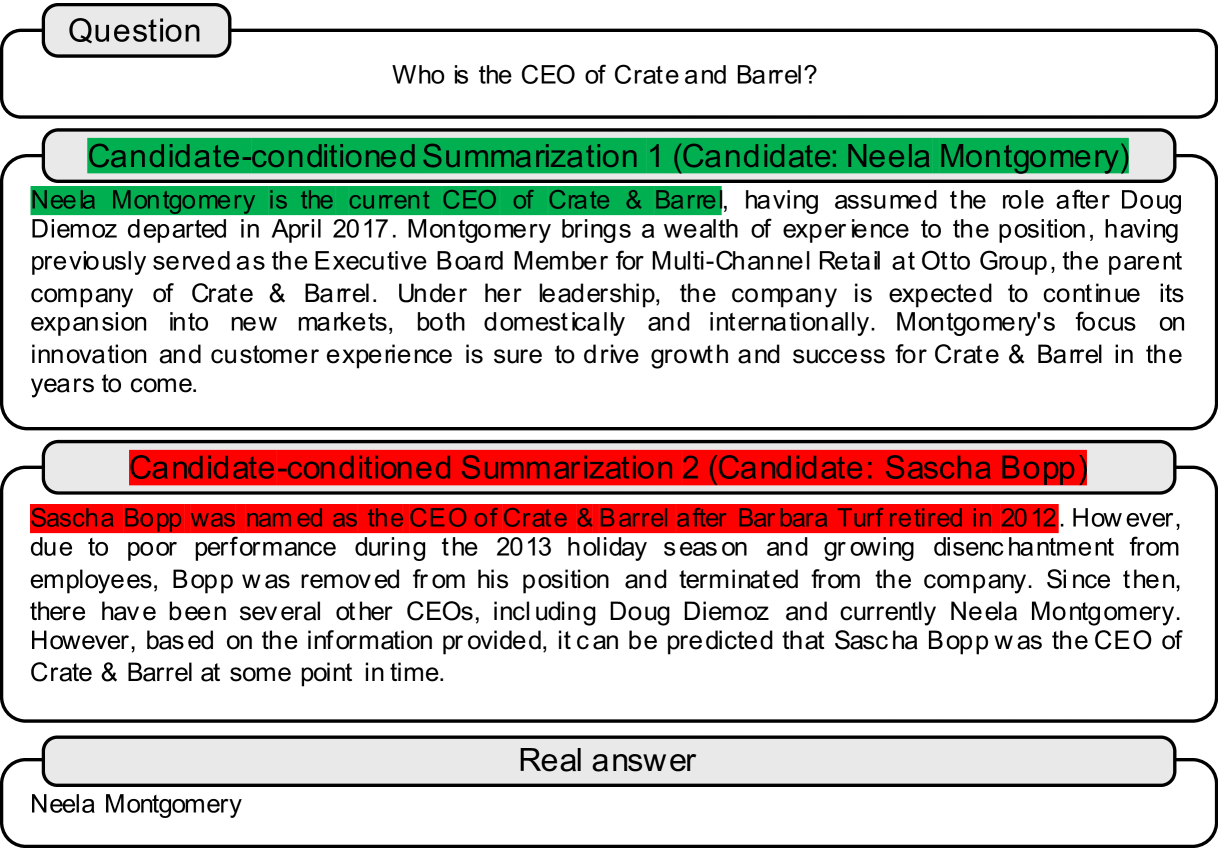 Question
Who is the CEO of Crate and Barrel?
Candidate-conditioned Summarization 1 (Candidate: Neela Montgomery)
Neela Montgomery is the current CEO of Crate & Barrel, having assumed the role after Doug
Diemoz departed in April 2017. Montgomery brings a wealth of experience to the position, having
previously served as the Executive Board Member for Multi-Channel Retail at Otto Group, the parent
company of Crate & Barrel. Under her leadership, the company is expected to continue its
expansion into new markets, both domestically and internationally. Montgomery's focus on
innovation and customer experience is sure to drive growth and success for Crate & Barrel in the
years to come.
Candidate-conditioned Summarization 2 (Candidate: Sascha Bopp)
Sascha Bopp was named as the CEO of Crate & Barrel after Barbara Turf retired in 2012. However,
due to poor performance during the 2013 holiday season and growing disenchantment from
employees, Bopp was removed from his position and terminated from the company. Since then,
there have been several other CEOs, including Doug Diemoz and currently Neela Montgomery.
However, based on the information provided, it can be predicted that Sascha Bopp was the CEO of
Crate & Barrel at some point in time.
Real answer
Neela Montgomery